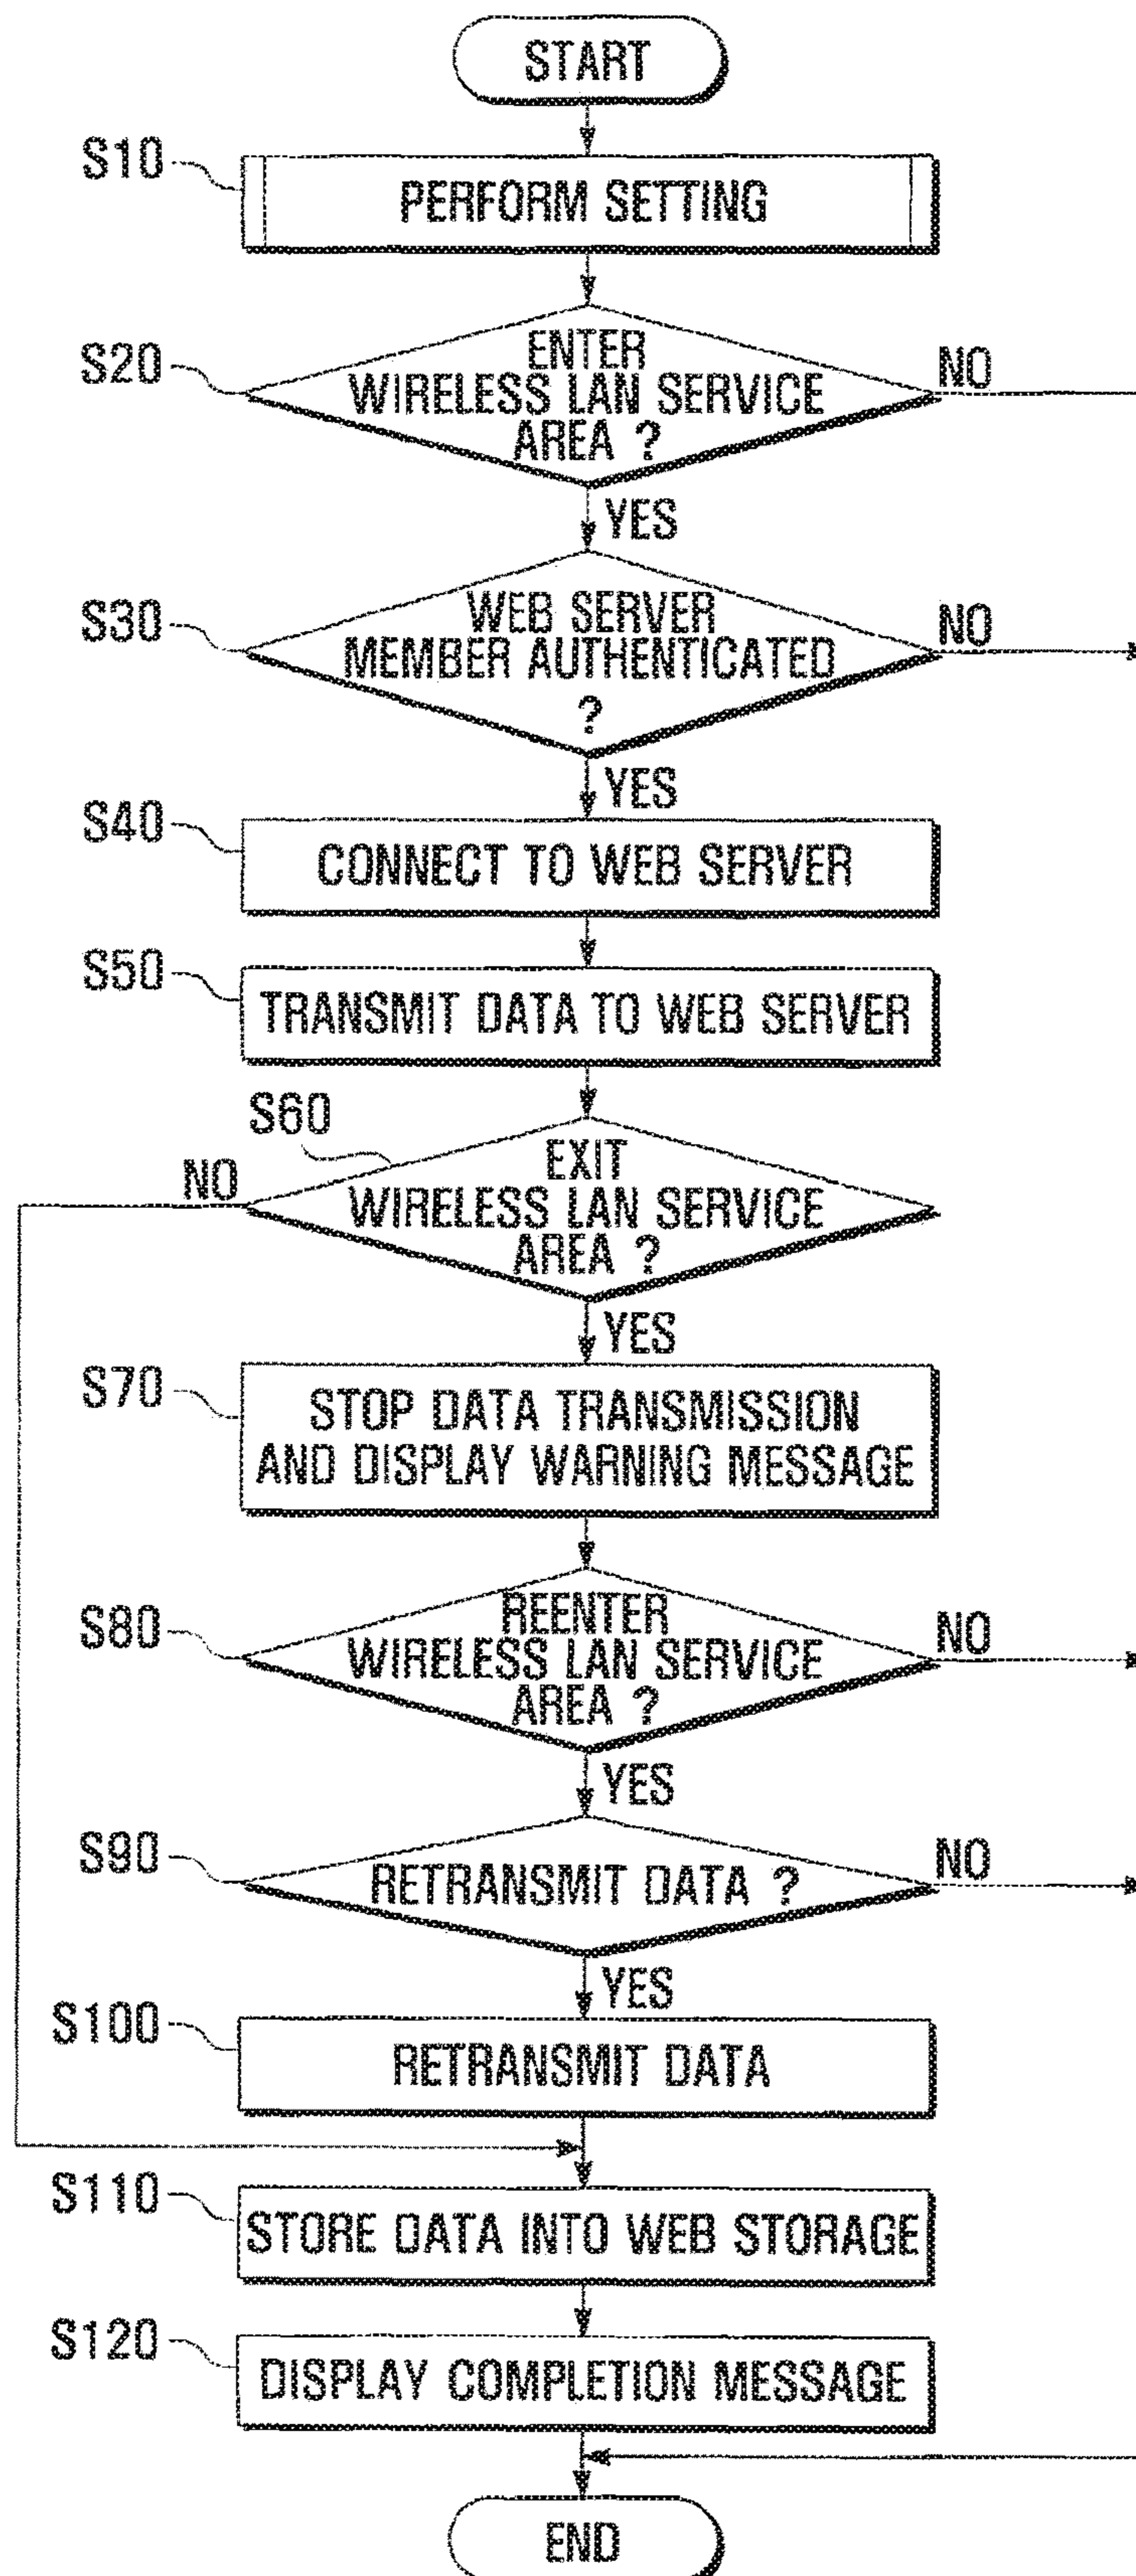 START
S10
PERFORM SETTING
S20
ENTER
WIRELESS LAN SERVICE
AREA ?
NO
YES
S30
WEB SERVER
MEMBER AUTHENTICATED
?
NO
YES
S40
CONNECT TO WEB SERVER
S50
TRANSMIT DATA TO WEB SERVER
S60
EXIT
WIRELESS LAN SERVICE
AREA ?
NO
YES
S70
STOP DATA TRANSMISSION
AND DISPLAY WARNING MESSAGE
S80
REENTER
WIRELESS LAN SERVICE
AREA ?
NO
YES
S90
RETRANSMIT DATA ?
NO
YES
S100
RETRANSMIT DATA
S110
STORE DATA INTO WEB STORAGE
S120
DISPLAY COMPLETION MESSAGE
END